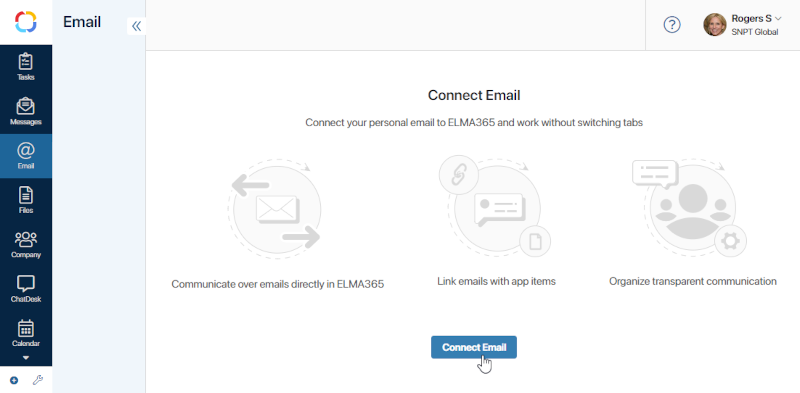 Email
Rogers S
SNPT Global
Tasks
Messages
Email
Files
Company
ChatDesk
Calendar
Connect Email
Connect your personal email to ELMA365 and work without switching tabs
Communicate over emails directly in ELMA365
Link emails with app items
Organize transparent communication
Connect Email